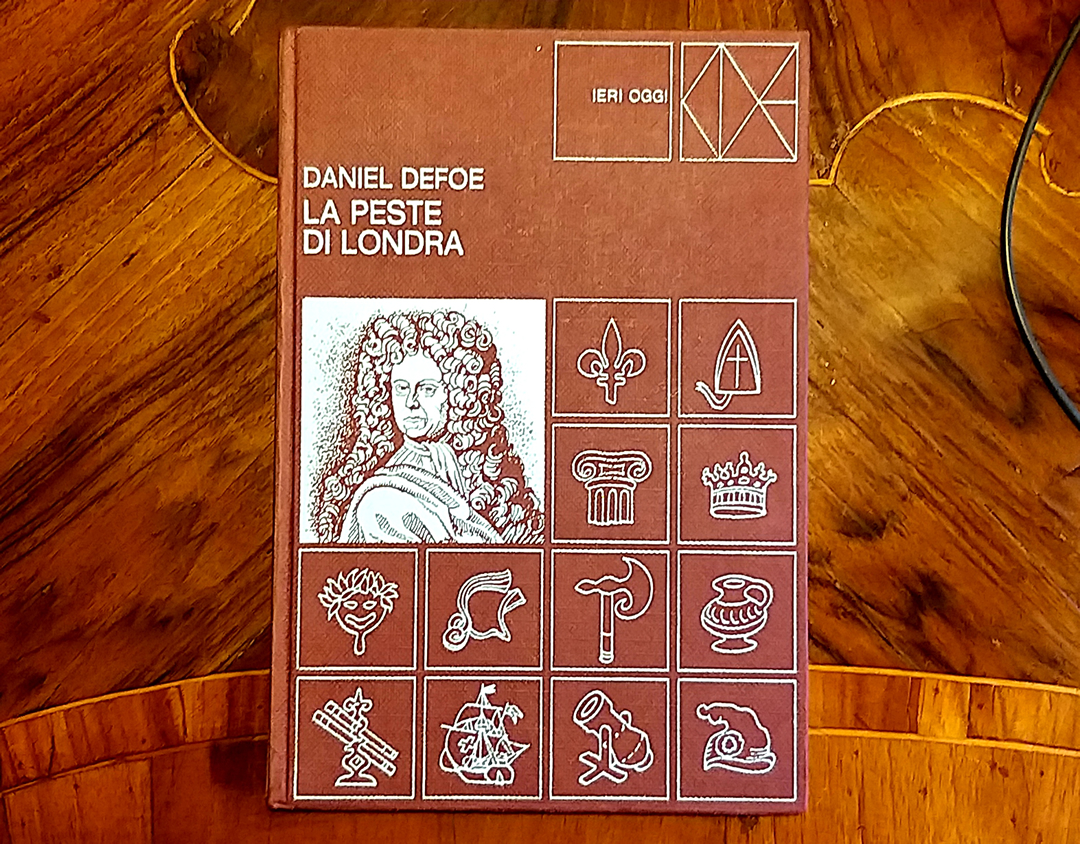 IERI OGGI
DANIEL DEFOE
LA PESTE
DI LONDRA